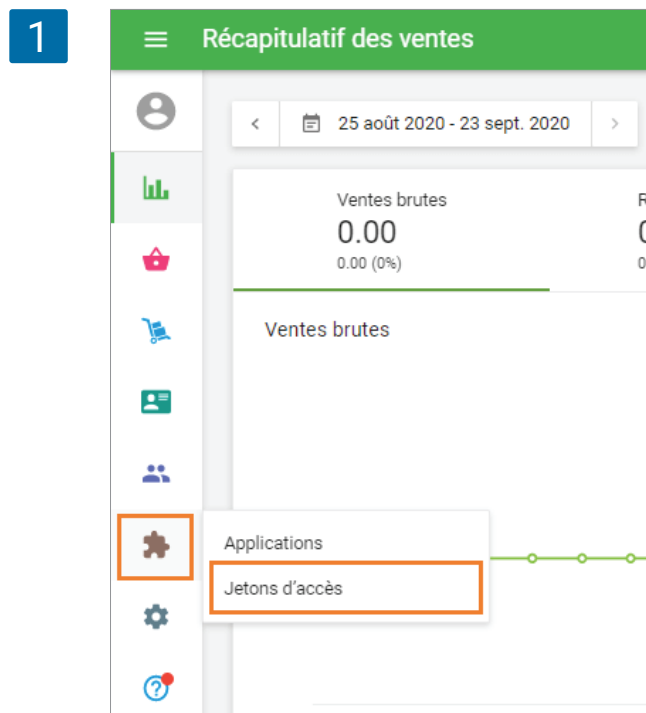 1
Récapitulatif des ventes
25 août 2020 - 23 sept. 2020
Ventes brutes
0.00
0.00 (0%)
Ventes brutes
Applications
Jetons d'accès